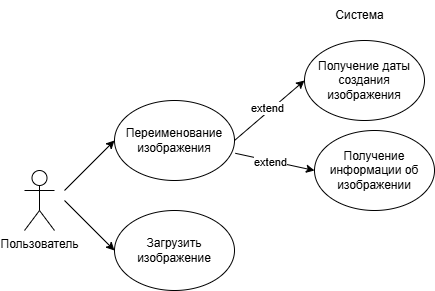 Система
Получение даты
создания
изображения
extend
Переименование
изображения
extend
Получение
информации об
изображении
Пользователь
Загрузить
изображение